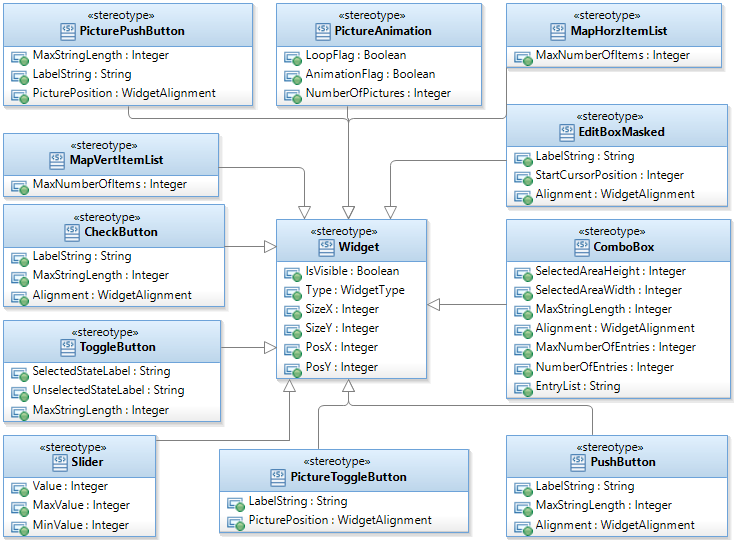 «stereotype»
PicturePushButton
MaxStringLength : Integer
LabelString : String
PicturePosition : WidgetAlignment
«stereotype»
PictureAnimation
LoopFlag : Boolean
AnimationFlag : Boolean
NumberOfPictures : Integer
«stereotype»
MapHorzItemList
MaxNumberOfItems : Integer
«stereotype»
MapVertItemList
MaxNumberOfItems : Integer
«stereotype»
EditBoxMasked
LabelString : String
StartCursorPosition : Integer
Alignment : WidgetAlignment
«stereotype»
CheckButton
LabelString : String
MaxStringLength : Integer
Alignment : WidgetAlignment
«stereotype»
Widget
IsVisible : Boolean
Type : WidgetType
SizeX : Integer
SizeY : Integer
PosX : Integer
PosY : Integer
«stereotype»
ComboBox
SelectedAreaHeight : Integer
SelectedAreaWidth : Integer
MaxStringLength : Integer
Alignment : WidgetAlignment
MaxNumberOfEntries : Integer
NumberOfEntries : Integer
EntryList : String
«stereotype»
ToggleButton
SelectedStateLabel : String
UnselectedStateLabel : String
MaxStringLength : Integer
«stereotype»
Slider
Value : Integer
MaxValue : Integer
MinValue : Integer
«stereotype»
PictureToggleButton
LabelString : String
PicturePosition : WidgetAlignment
«stereotype»
PushButton
LabelString : String
MaxStringLength : Integer
Alignment : WidgetAlignment